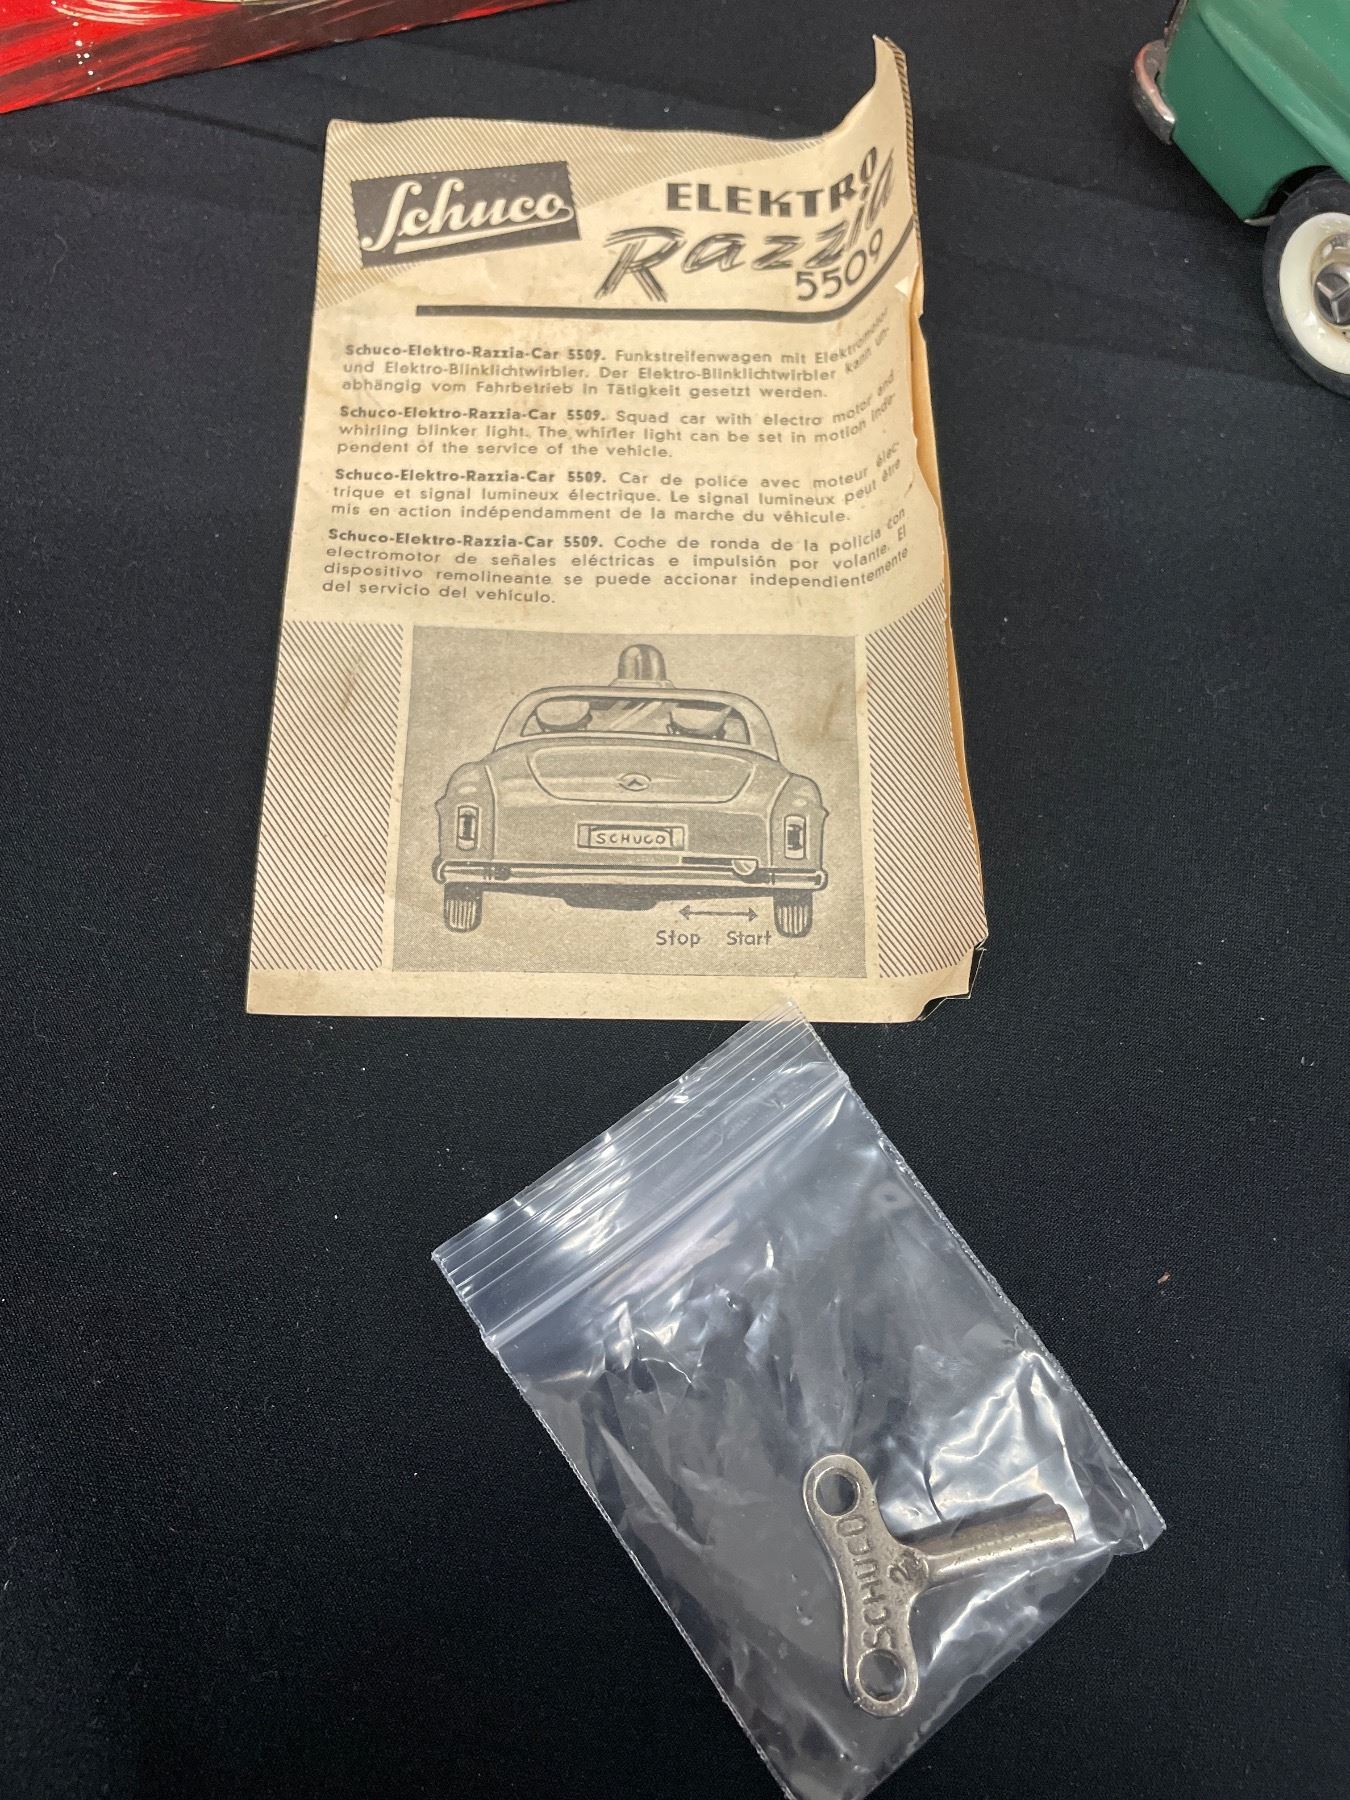 Schuco
ELEKTRO
Razzia
5509
Schuco-Elektro-Razzia-Car 5509. Funkstreifenwagen mit Elektromotor
und Elektro-Blinklichtwirbler. Der Elektro-Blinklichtwirbler kann un-
abhängig vom Fahrbetrieb in Tätigkeit gesetzt werden.
Schuco-Elektro-Razzia-Car 5509. Squad car with electro motor and
whirling blinker light. The whirler light can be set in motion inde-
pendent of the service of the vehicle.
Schuco-Elektro-Razzia-Car 5509. Car de police avec moteur élec-
trique et signal lumineux électrique. Le signal lumineux peut être
mis en action indépendamment de la marche du véhicule.
Schuco-Elektro-Razzia-Car 5509. Coche de ronda de la policia con
electromotor de señales eléctricas e impulsión por volante. El
dispositivo remolineante se puede accionar independientemente
del servicio del vehiculo.
SCHUCO
Stop Start
SCHUCO
2